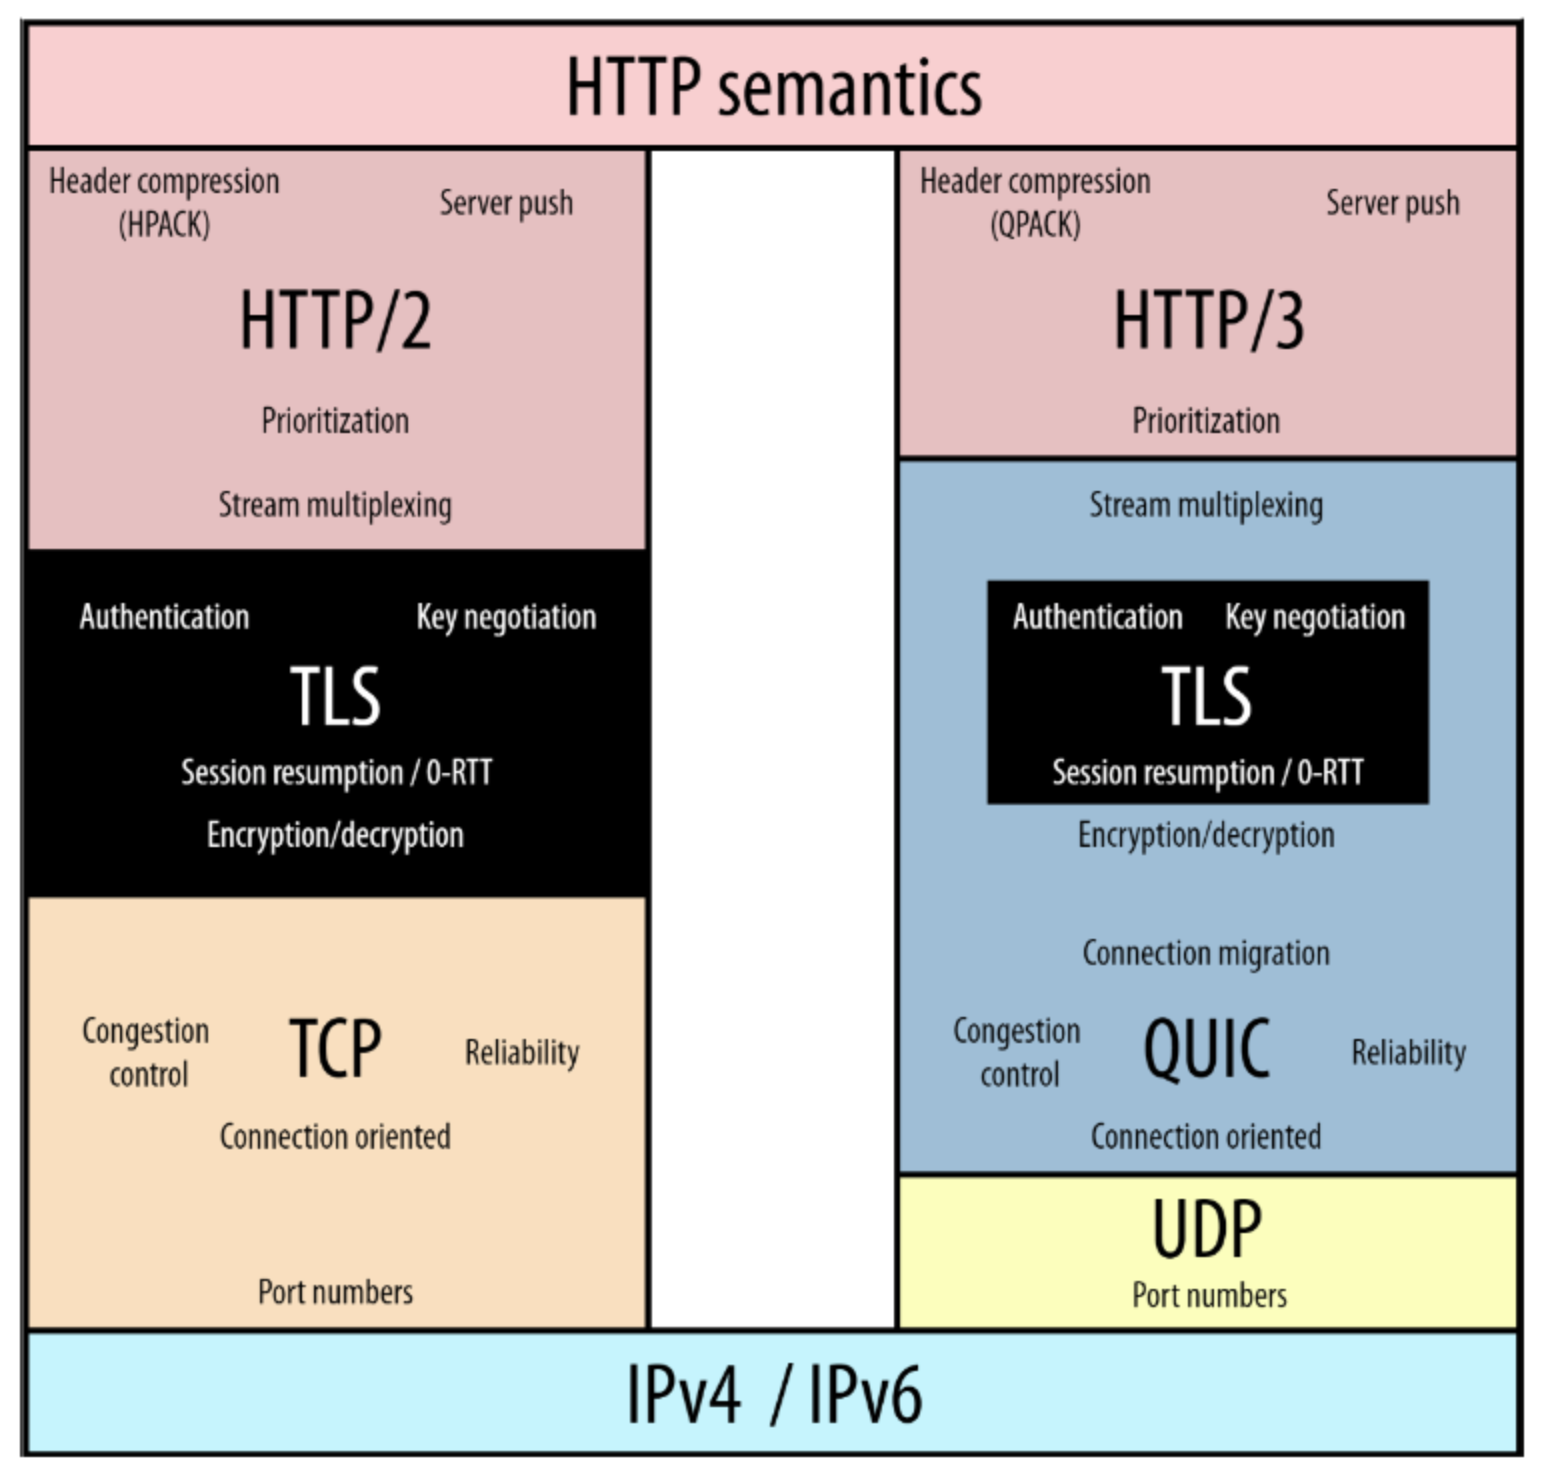 HTTP semantics
Header compression
(HPACK)
Server push
HTTP/2
Prioritization
Stream multiplexing
Authentication
Key negotiation
TLS
Session resumption / 0-RTT
Encryption/decryption
Congestion
control
TCP
Reliability
Connection oriented
Port numbers
Header compression
(QPACK)
Server push
HTTP/3
Prioritization
Stream multiplexing
Authentication
Key negotiation
TLS
Session resumption / 0-RTT
Encryption/decryption
Connection migration
Congestion
control
QUIC
Reliability
Connection oriented
UDP
Port numbers
IPv4 / IPv6